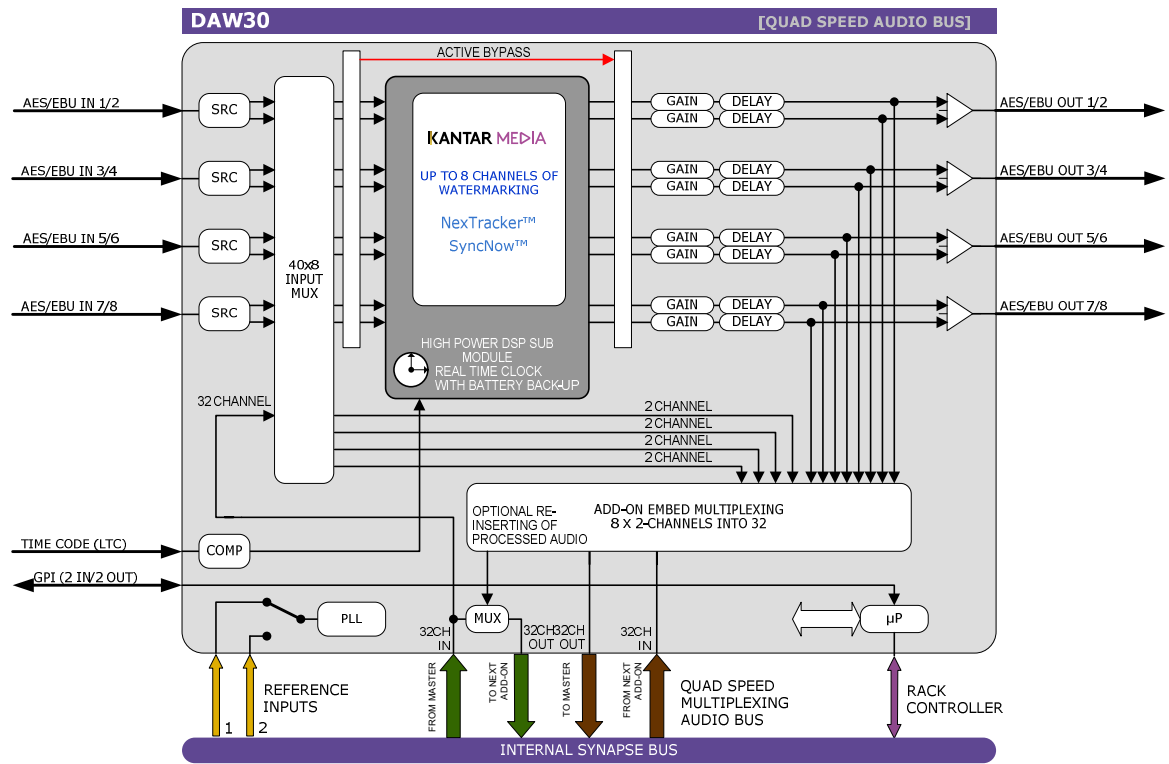 DAW30
[QUAD SPEED AUDIO BUS]
ACTIVE BYPASS
AES/EBU IN 1/2
SRC
GAIN
DELAY
GAIN
DELAY
AES/EBU OUT 1/2
KANTAR MEDIA
AES/EBU IN 3/4
SRC
UP TO 8 CHANNELS OF
WATERMARKING
GAIN
DELAY
GAIN
DELAY
AES/EBU OUT 3/4
NexTracker™
SyncNow™
AES/EBU IN 5/6
SRC
GAIN
DELAY
GAIN
DELAY
AES/EBU OUT 5/6
40x8
INPUT
MUX
AES/EBU IN 7/8
SRC
GAIN
DELAY
GAIN
DELAY
AES/EBU OUT 7/8
HIGH POWER DSP SUB
MODULE
REAL TIME CLOCK
WITH BATTERY BACK-UP
32 CHANNEL
2 CHANNEL
2 CHANNEL
2 CHANNEL
2 CHANNEL
OPTIONAL RE-
INSERTING OF
PROCESSED AUDIO
ADD-ON EMBED MULTIPLEXING
8 X 2-CHANNELS INTO 32
TIME CODE (LTC)
COMP
GPI (2 IN/2 OUT)
PLL
MUX
µP
32CH
IN
32CH
OUT
32CH
OUT
32CH
IN
REFERENCE
INPUTS
1
2
FROM MASTER
TO NEXT
ADD-ON
TO MASTER
FROM NEXT
ADD-ON
QUAD SPEED
MULTIPLEXING
AUDIO BUS
RACK
CONTROLLER
INTERNAL SYNAPSE BUS